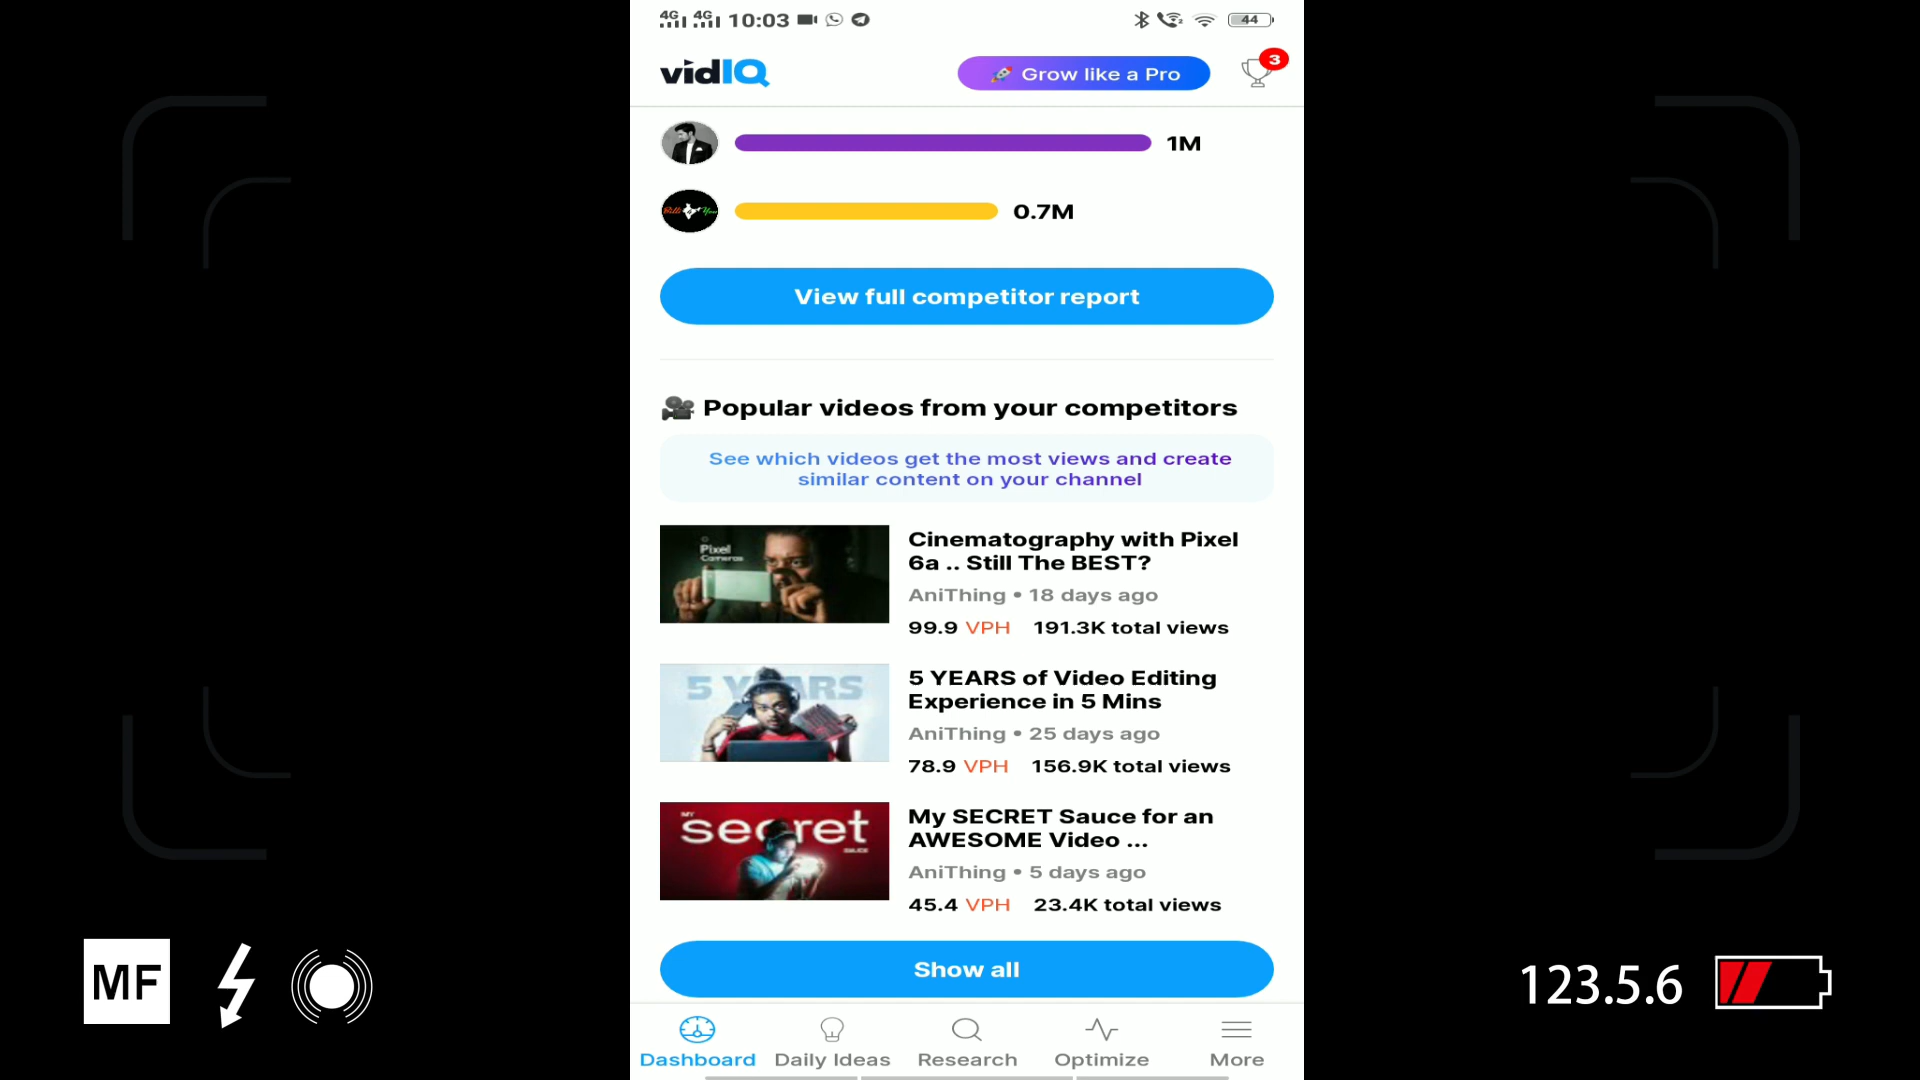 4G 4G 10:03 44
vidIQ
Grow like a Pro
3
1M
0.7M
View full competitor report
Popular videos from your competitors
See which videos get the most views and create
similar content on your channel
Pixel
Cameras
Cinematography with Pixel
6a .. Still The BEST?
AniThing • 18 days ago
99.9 VPH 191.3K total views
5 YEARS
5 YEARS of Video Editing
Experience in 5 Mins
AniThing • 25 days ago
78.9 VPH 156.9K total views
MY
secret
SAUCE
My SECRET Sauce for an
AWESOME Video ...
AniThing • 5 days ago
45.4 VPH 23.4K total views
Show all
MF
123.5.6
Dashboard Daily Ideas Research Optimize More